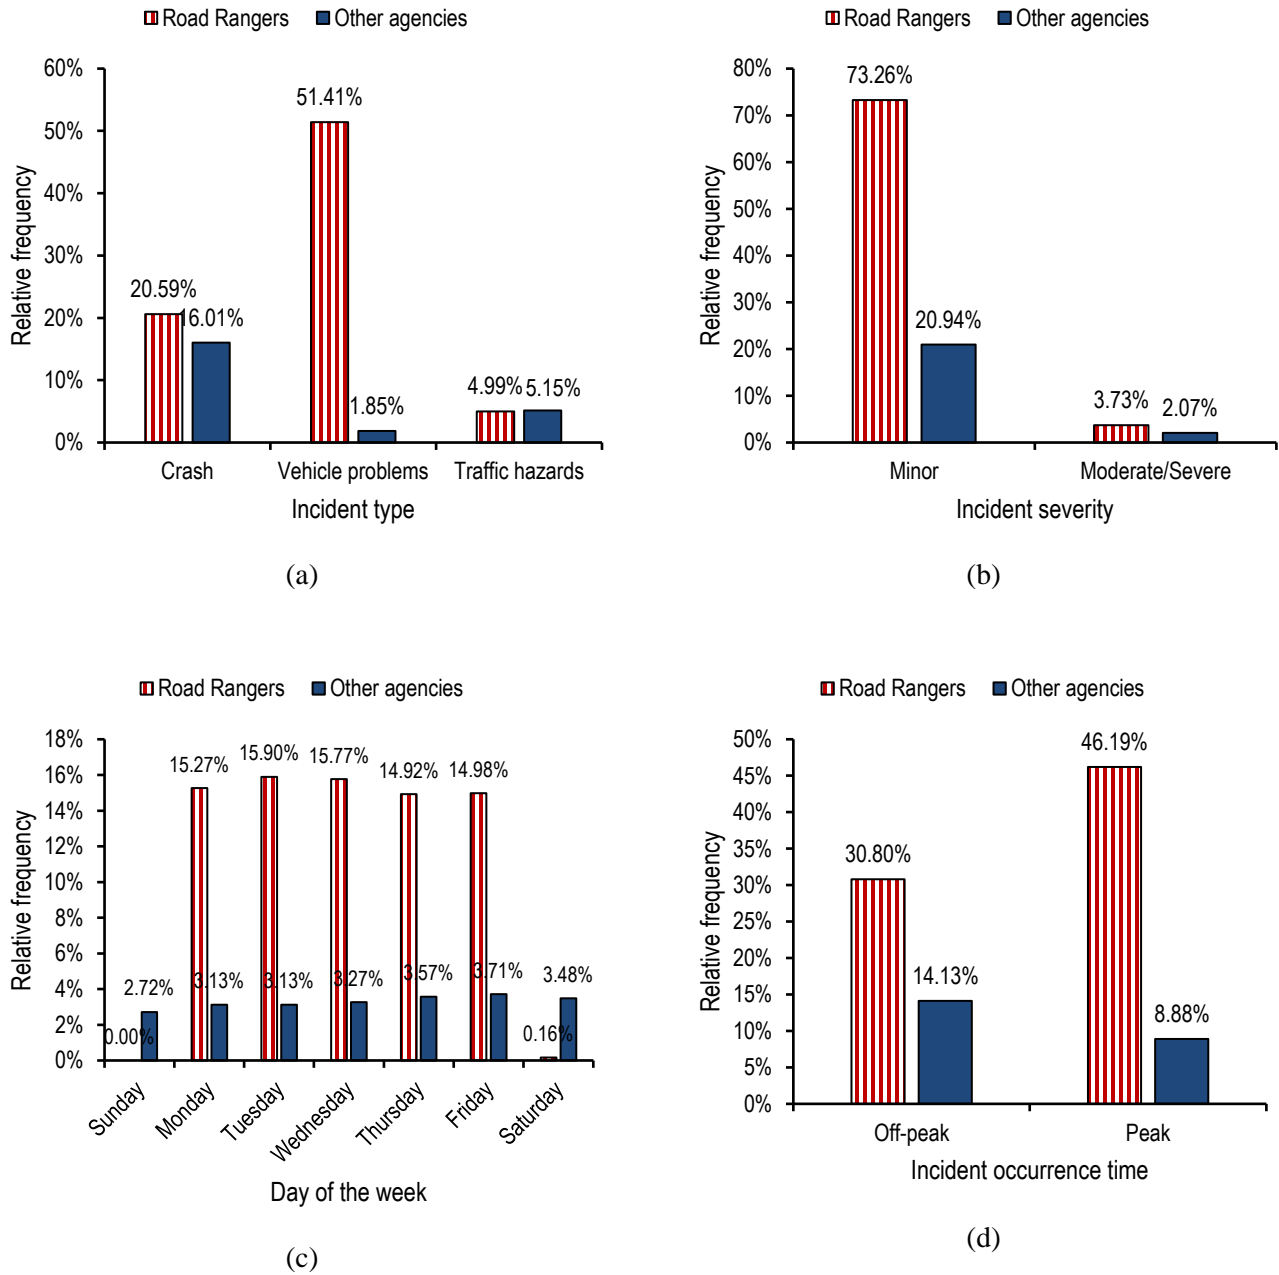 Road Rangers Other agencies
60%
50%
40%
30%
20%
10%
0%
Relative frequency
20.59%
16.01%
51.41%
1.85%
4.99%
5.15%
Crash Vehicle problems Traffic hazards
Incident type
(a)
Road Rangers Other agencies
80%
70%
60%
50%
40%
30%
20%
10%
0%
Relative frequency
73.26%
20.94%
3.73%
2.07%
Minor Moderate/Severe
Incident severity
(b)
Road Rangers Other agencies
18%
16%
14%
12%
10%
8%
6%
4%
2%
0%
Relative frequency
0.00%
2.72%
15.27%
3.13%
15.90%
3.13%
15.77%
3.27%
14.92%
3.57%
14.98%
3.71%
0.16%
3.48%
Sunday
Monday
Tuesday
Wednesday
Thursday
Friday
Saturday
Day of the week
(c)
Road Rangers Other agencies
50%
45%
40%
35%
30%
25%
20%
15%
10%
5%
0%
Relative frequency
30.80%
14.13%
46.19%
8.88%
Off-peak Peak
Incident occurrence time
(d)